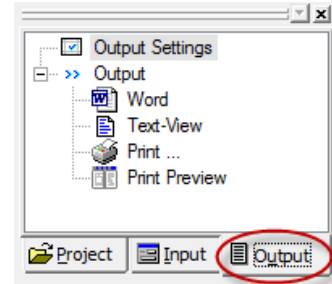 Output Settings
Output
Word
Text-View
Print ...
Print Preview
Project Input Output